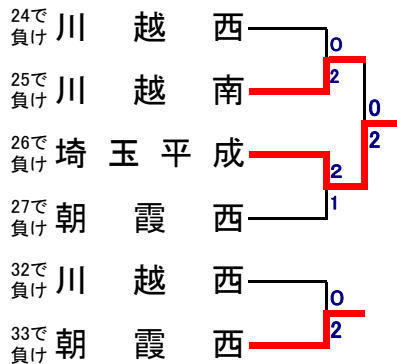 24で
負け 川越西
0
25で
負け 川越南
2
0
26で
負け 埼玉平成
2
2
27で
負け 朝霞西
1
32で
負け 川越西
0
33で
負け 朝霞西
2